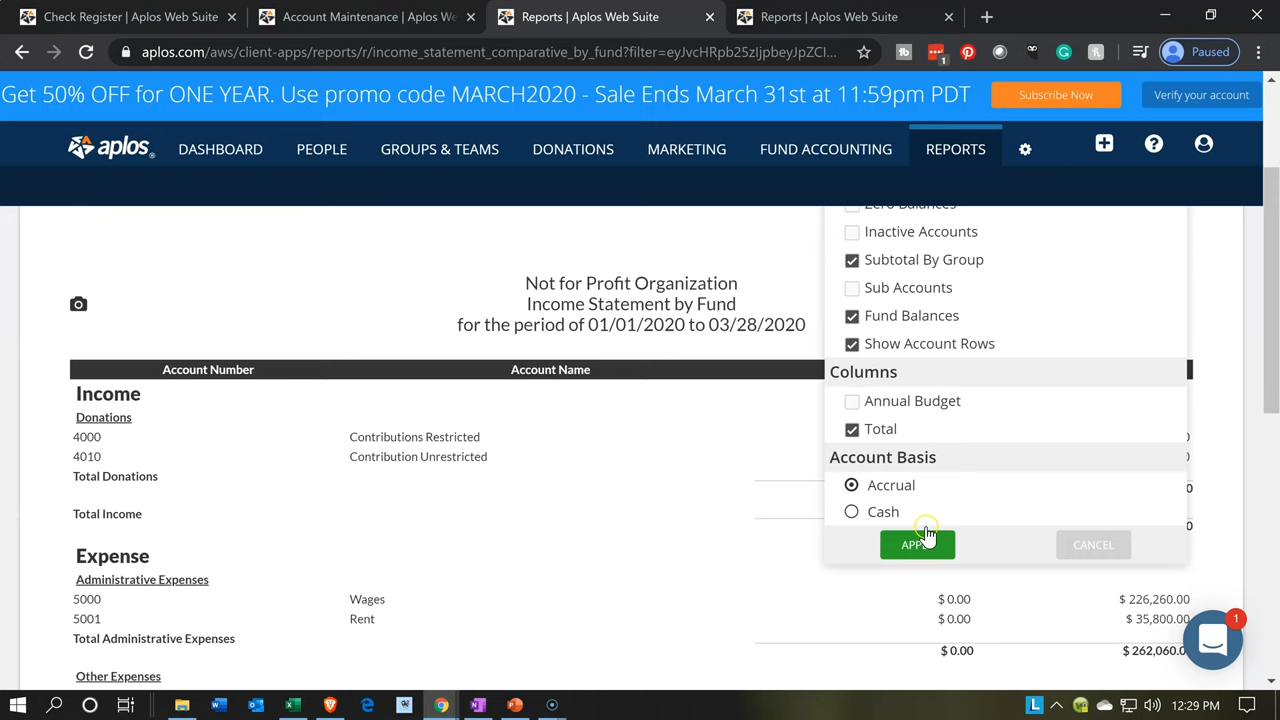 Check Register | Aplos Web Suite
Account Maintenance | Aplos We
Reports | Aplos Web Suite
Reports | Aplos Web Suite
aplos.com/aws/client-apps/reports/r/income_statement_comparative_by_fund?filter=eyJvcHRpb25zIjpbeyJpZCI...
1
Paused
Get 50% OFF for ONE YEAR. Use promo code MARCH2020 - Sale Ends March 31st at 11:59pm PDT
Subscribe Now
Verify your account
aplos
DASHBOARD
PEOPLE
GROUPS & TEAMS
DONATIONS
MARKETING
FUND ACCOUNTING
REPORTS
Zero Balances
Inactive Accounts
Subtotal By Group
Sub Accounts
Fund Balances
Show Account Rows
Columns
Annual Budget
Total
Account Basis
Accrual
Cash
CANCEL
Not for Profit Organization
Income Statement by Fund
for the period of 01/01/2020 to 03/28/2020
Account Number Account Name
Income
Donations
4000 Contributions Restricted
4010 Contribution Unrestricted
Total Donations
Total Income
Expense
Administrative Expenses
5000 Wages $ 0.00 $ 226,260.00
5001 Rent $ 0.00 $ 35,800.00
Total Administrative Expenses $ 0.00 $ 262,060.0
Other Expenses
1
12:29 PM